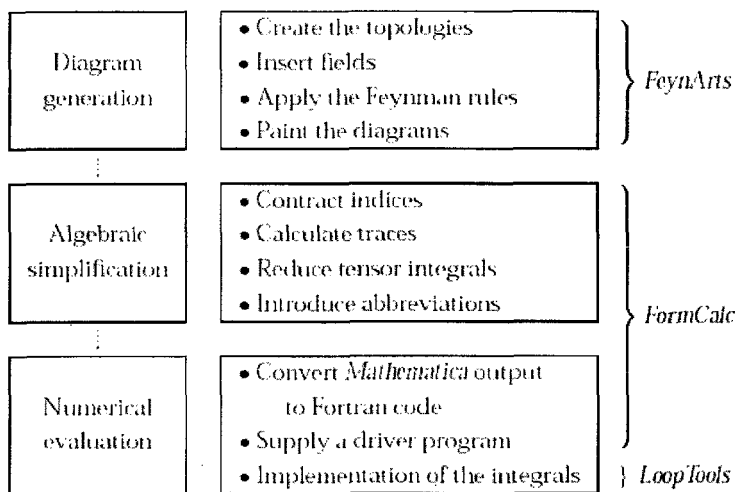 Diagram
generation
• Create the topologies
• Insert fields
• Apply the Feynman rules
• Paint the diagrams
FeynArts
Algebraic
simplification
• Contract indices
• Calculate traces
• Reduce tensor integrals
• Introduce abbreviations
FormCalc
Numerical
evaluation
• Convert Mathematica output
to Fortran code
• Supply a driver program
• Implementation of the integrals
LoopTools